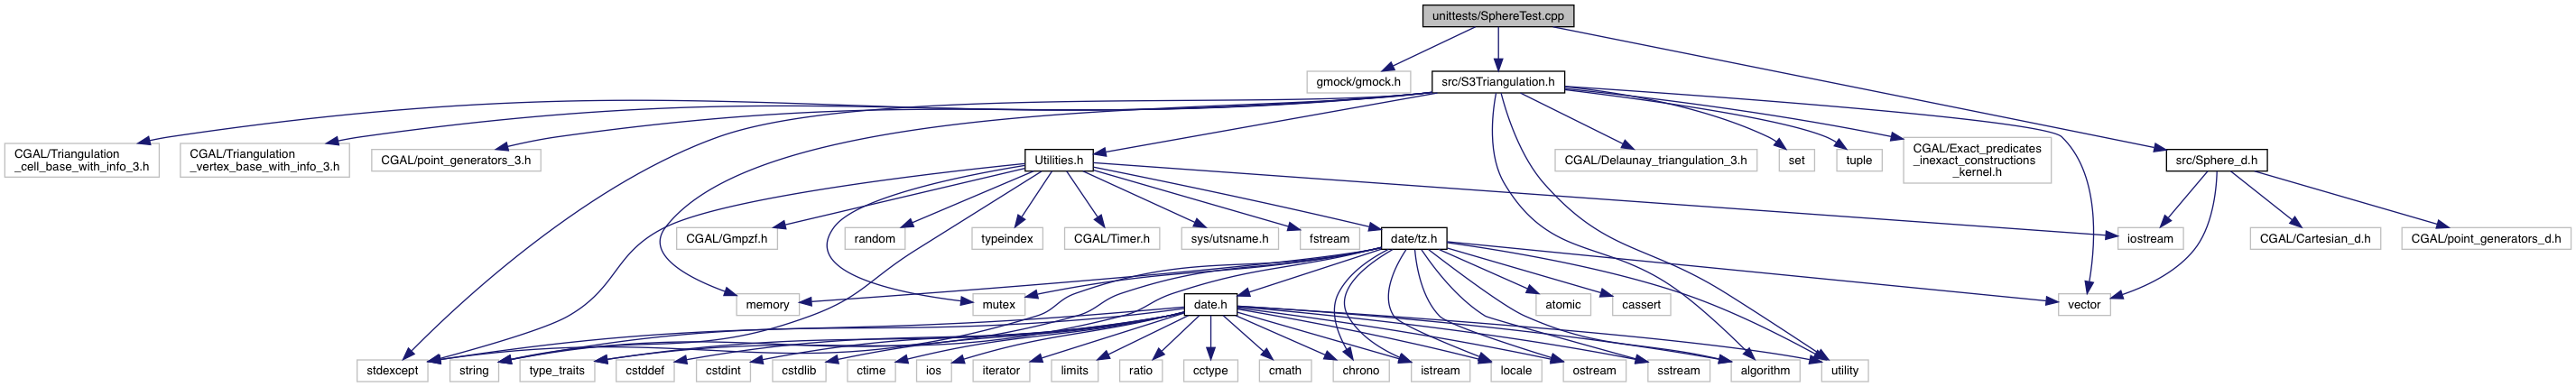 unittests/SphereTest.cpp
gmock/gmock.h
src/S3Triangulation.h
CGAL/Triangulation
_cell_base_with_info_3.h
CGAL/Triangulation
_vertex_base_with_info_3.h
CGAL/point_generators_3.h
Utilities.h
CGAL/Delaunay_triangulation_3.h
set
tuple
CGAL/Exact_predicates
_inexact_constructions
_kernel.h
src/Sphere_d.h
CGAL/Gmpzf.h
random
typeindex
CGAL/Timer.h
sys/utsname.h
fstream
date/tz.h
iostream
CGAL/Cartesian_d.h
CGAL/point_generators_d.h
memory
mutex
date.h
atomic
cassert
vector
stdexcept
string
type_traits
cstddef
cstdint
cstdlib
ctime
ios
iterator
limits
ratio
cctype
cmath
chrono
istream
locale
ostream
sstream
algorithm
utility